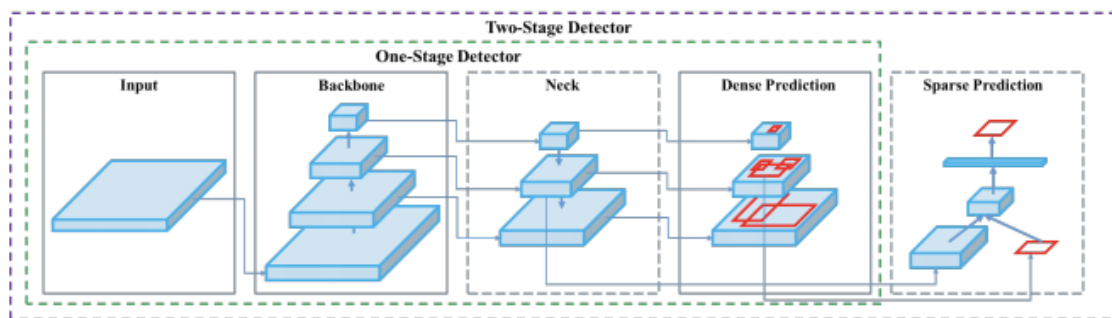 Two-Stage Detector
One-Stage Detector
Input
Backbone
Neck
Dense Prediction
Sparse Prediction